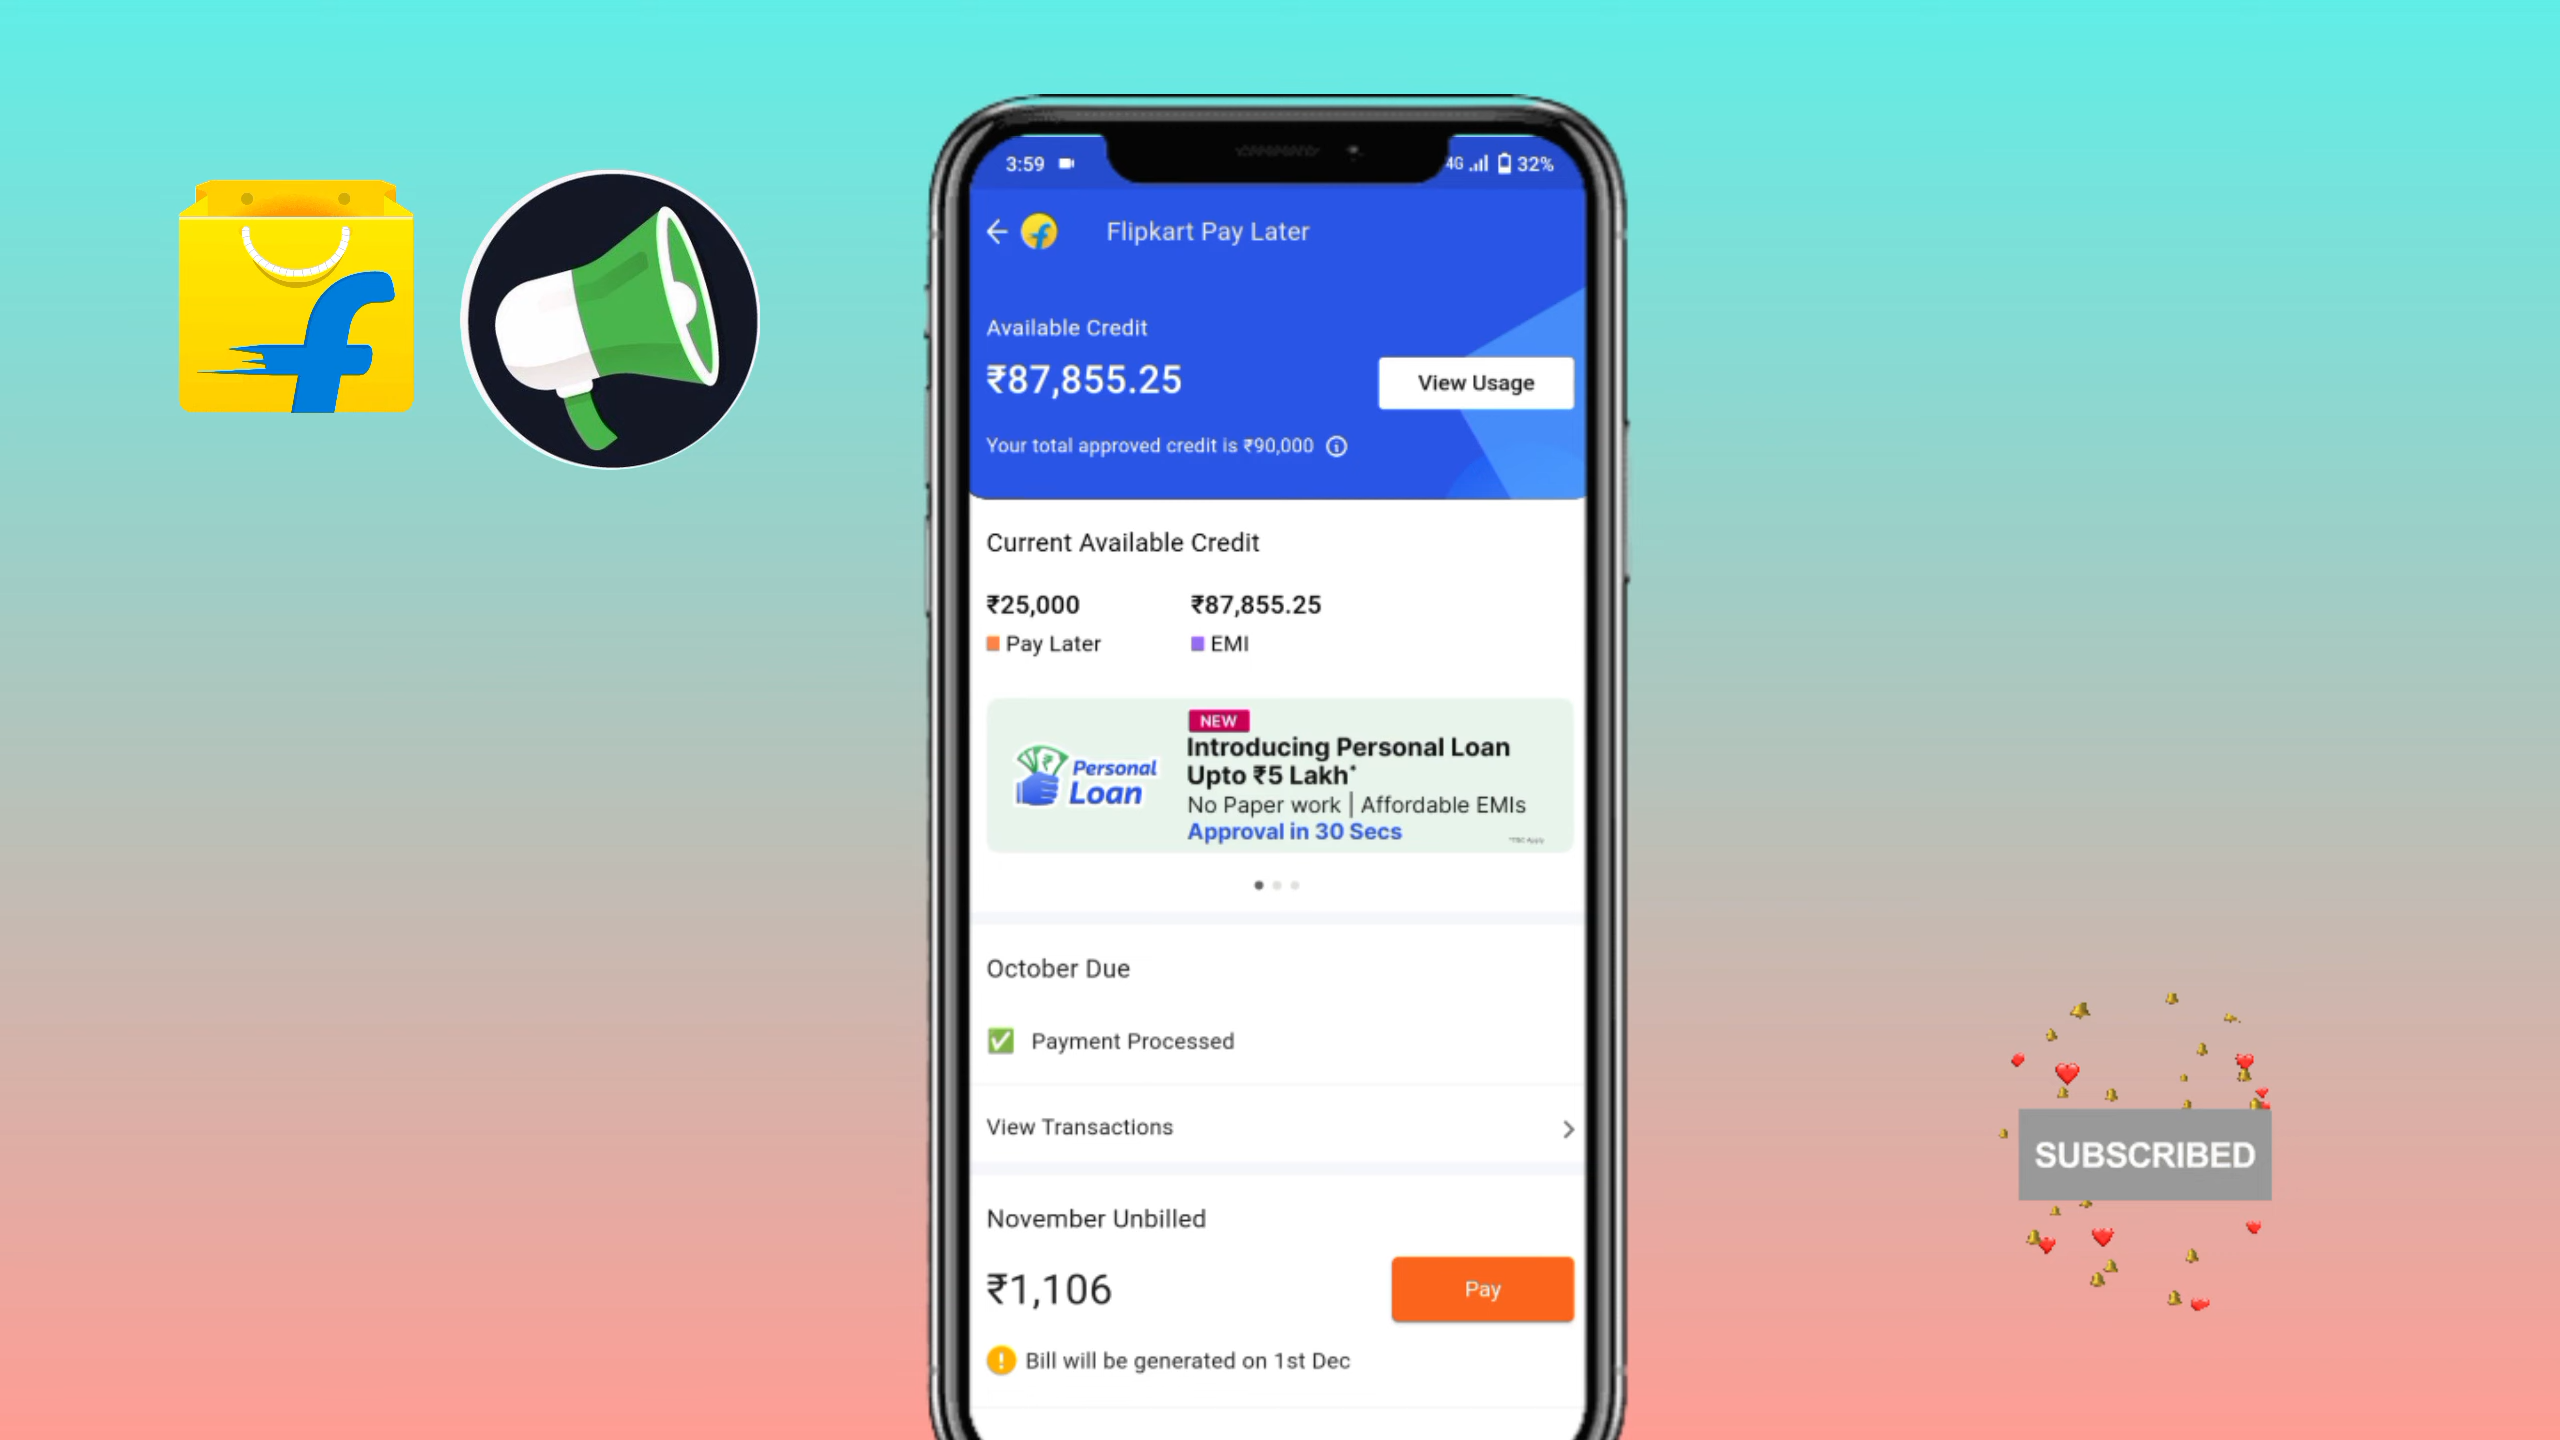 3:59
4G
32%
Flipkart Pay Later
Available Credit
₹87,855.25
View Usage
Your total approved credit is ₹90,000
Current Available Credit
₹25,000
₹87,855.25
Pay Later
EMI
NEW
Introducing Personal Loan
Upto ₹5 Lakh*
No Paper work | Affordable EMIs
Approval in 30 Secs
*T&C Apply
Personal
Loan
October Due
Payment Processed
View Transactions
November Unbilled
₹1,106
Pay
Bill will be generated on 1st Dec
SUBSCRIBED